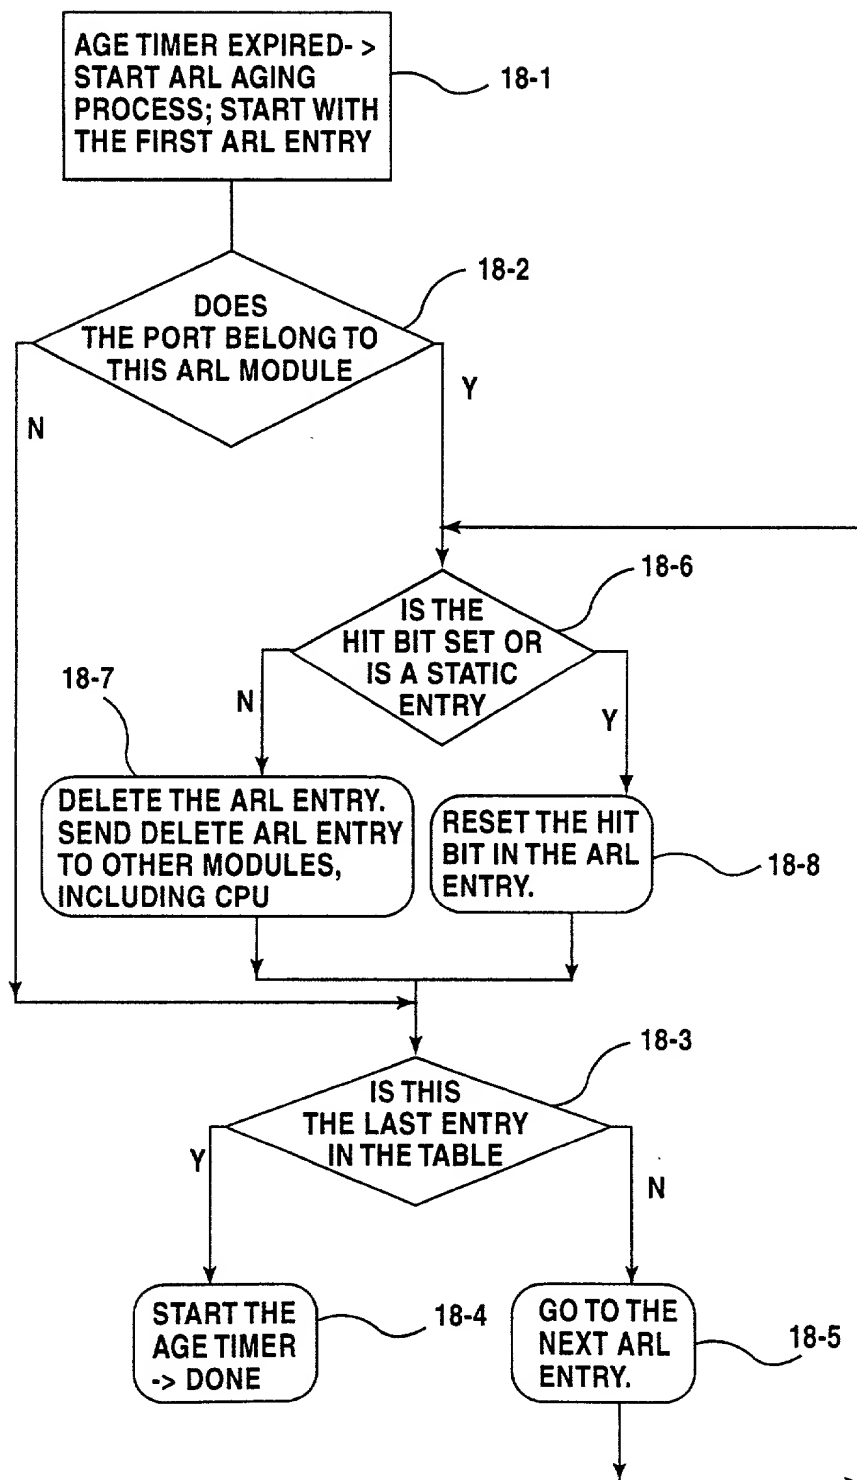 AGE TIMER EXPIRED- >
START ARL AGING
PROCESS; START WITH
THE FIRST ARL ENTRY
18-1
18-2
DOES
THE PORT BELONG TO
THIS ARL MODULE
Y
N
18-6
IS THE
HIT BIT SET OR
IS A STATIC
ENTRY
18-7
N
Y
DELETE THE ARL ENTRY.
SEND DELETE ARL ENTRY
TO OTHER MODULES,
INCLUDING CPU
RESET THE HIT
BIT IN THE ARL
ENTRY.
18-8
18-3
IS THIS
THE LAST ENTRY
IN THE TABLE
Y
N
START THE
AGE TIMER
-> DONE
18-4
GO TO THE
NEXT ARL
ENTRY.
18-5